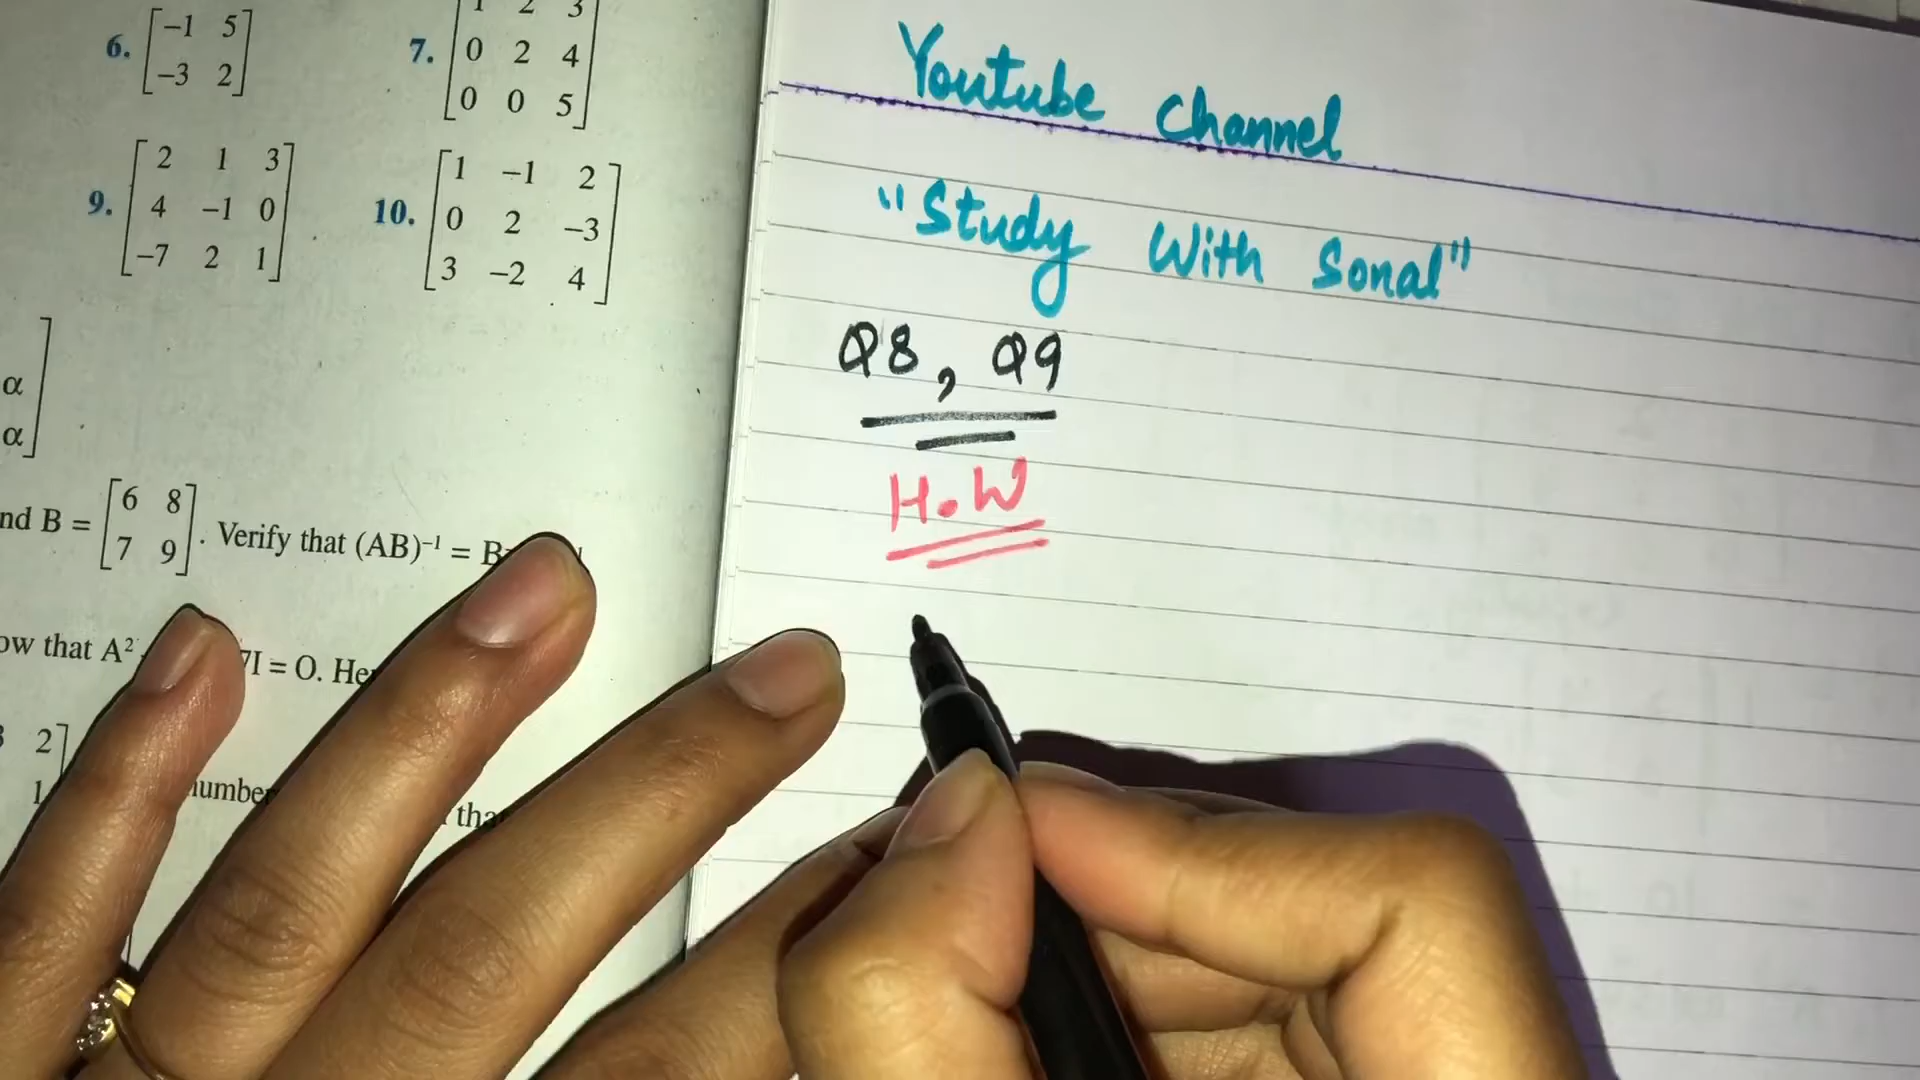 6. [-1 5
-3 2]
7. [1 2 3
0 2 4
0 0 5]
9. [2 1 3
4 -1 0
-7 2 1]
10. [1 -1 2
0 2 -3
3 -2 4]
α
α]
nd B = [6 8
7 9]. Verify that (AB)⁻¹ = B
ow that A² 7I = O. He
2]
1
umber tha
Youtube Channel
"Study With Sonal"
Q8, Q9
H.W